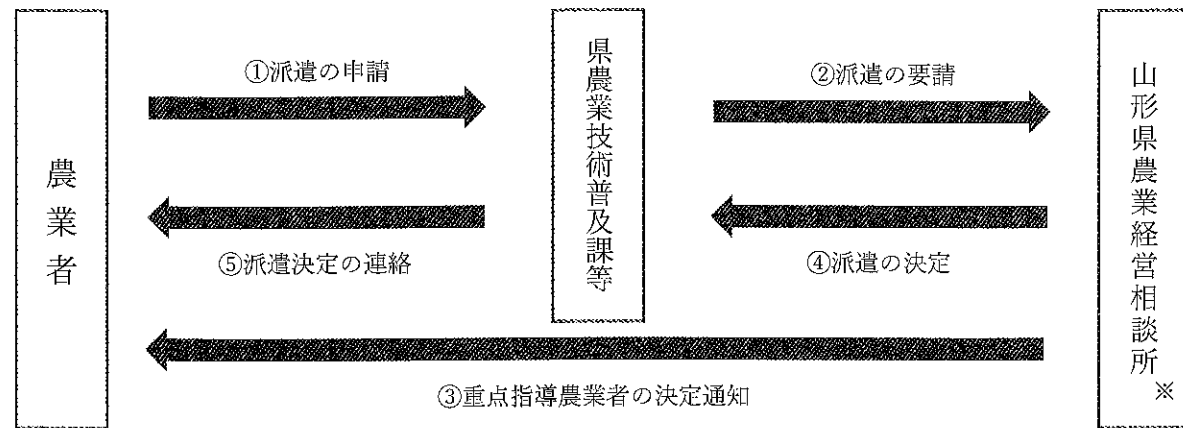 農業者
①派遣の申請
県農業技術普及課等
②派遣の要請
山形県農業経営相談所※
⑤派遣決定の連絡
④派遣の決定
③重点指導農業者の決定通知